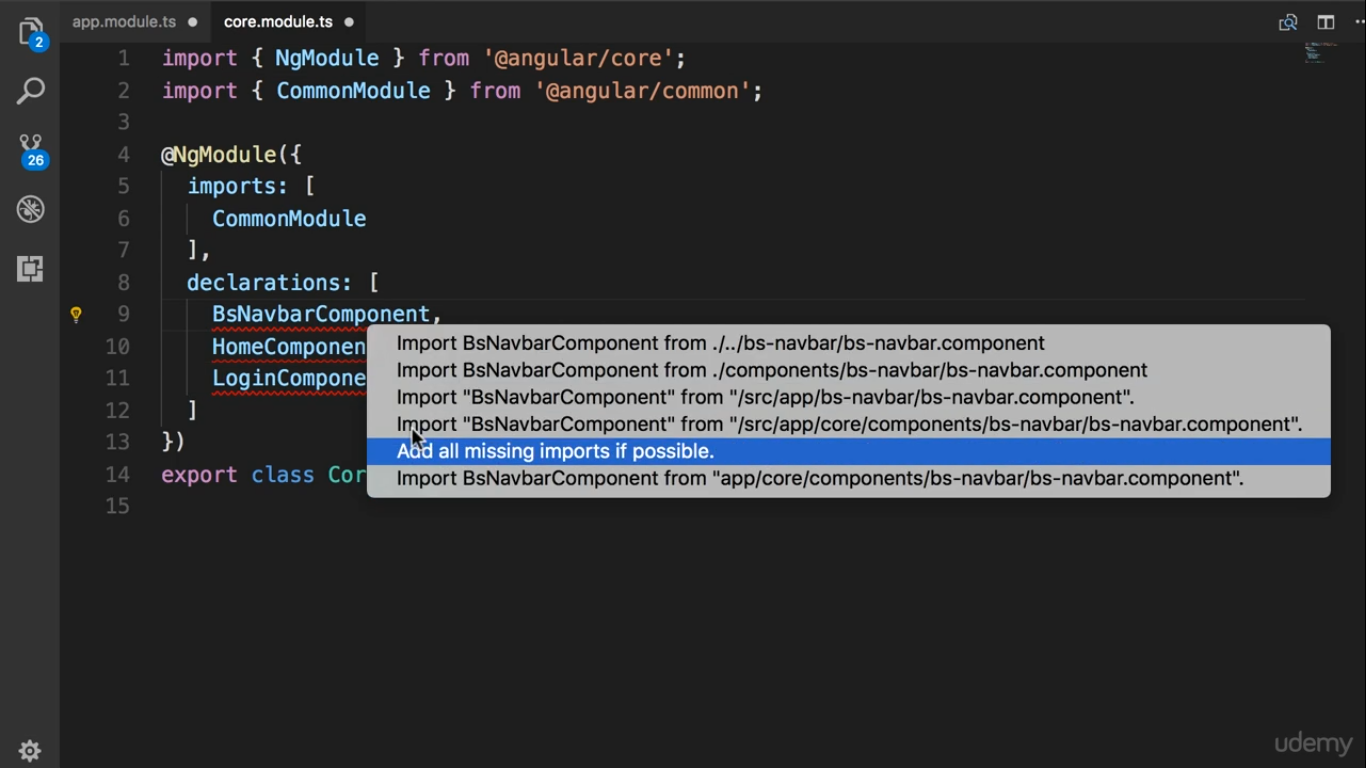 app.module.ts
core.module.ts
2
26
1 import { NgModule } from '@angular/core';
2 import { CommonModule } from '@angular/common';
3
4 @NgModule({
5 imports: [
6 CommonModule
7 ],
8 declarations: [
9 BsNavbarComponent,
10 HomeComponen
11 LoginCompone
12 ]
13 })
14 export class Cor
15
Import BsNavbarComponent from ./../bs-navbar/bs-navbar.component
Import BsNavbarComponent from ./components/bs-navbar/bs-navbar.component
Import "BsNavbarComponent" from "/src/app/bs-navbar/bs-navbar.component".
Import "BsNavbarComponent" from "/src/app/core/components/bs-navbar/bs-navbar.component".
Add all missing imports if possible.
Import BsNavbarComponent from "app/core/components/bs-navbar/bs-navbar.component".
udemy